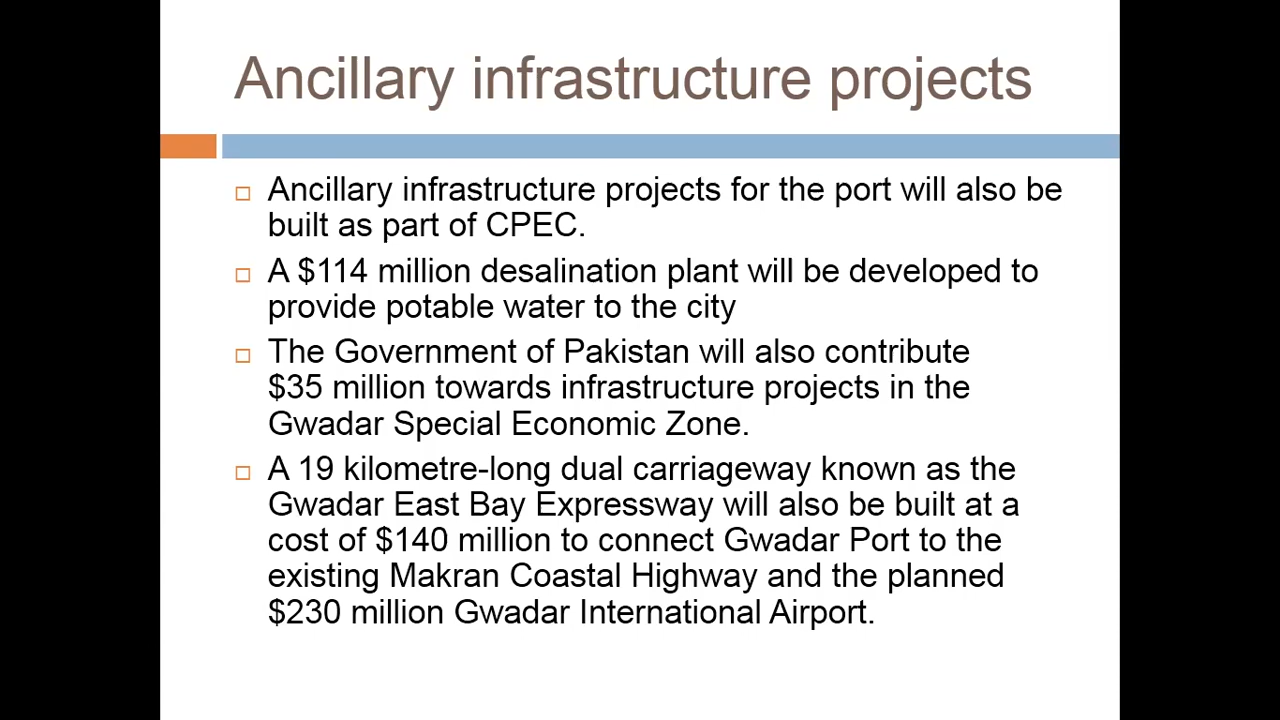 Ancillary infrastructure projects
Ancillary infrastructure projects for the port will also be
built as part of CPEC.
A $114 million desalination plant will be developed to
provide potable water to the city
The Government of Pakistan will also contribute
$35 million towards infrastructure projects in the
Gwadar Special Economic Zone.
A 19 kilometre-long dual carriageway known as the
Gwadar East Bay Expressway will also be built at a
cost of $140 million to connect Gwadar Port to the
existing Makran Coastal Highway and the planned
$230 million Gwadar International Airport.